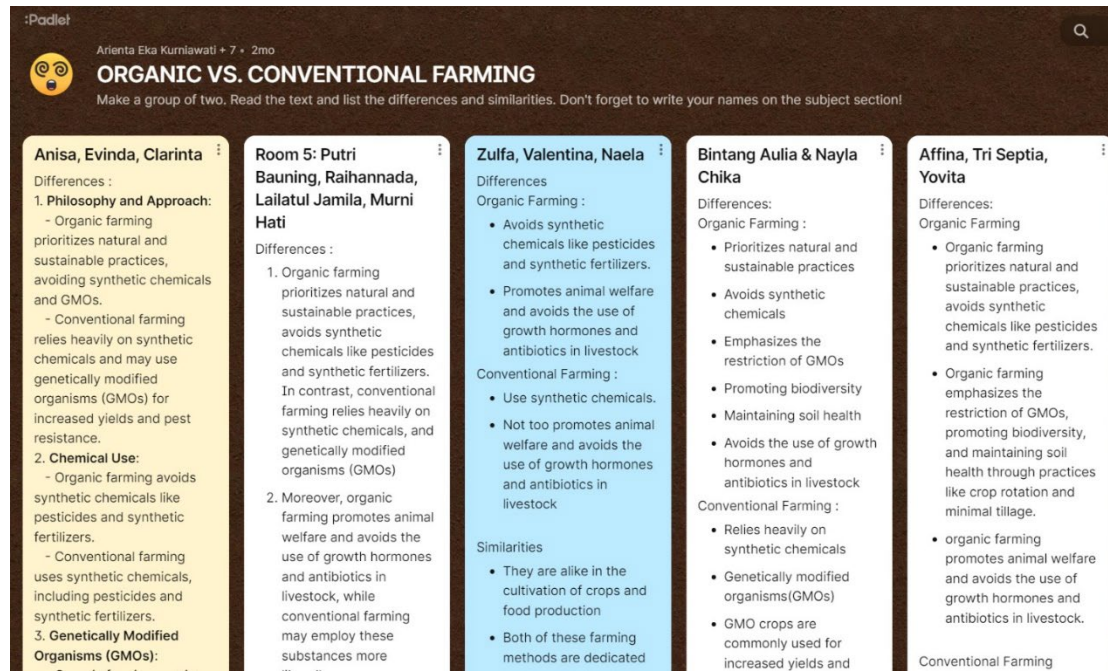 :Padlet
Arienta Eka Kurniawati + 7 • 2mo
ORGANIC VS. CONVENTIONAL FARMING
Make a group of two. Read the text and list the differences and similarities. Don't forget to write your names on the subject section!
Anisa, Evinda, Clarinta
Differences :
1. Philosophy and Approach:
- Organic farming
prioritizes natural and
sustainable practices,
avoiding synthetic chemicals
and GMOs.
- Conventional farming
relies heavily on synthetic
chemicals and may use
genetically modified
organisms (GMOs) for
increased yields and pest
resistance.
2. Chemical Use:
- Organic farming avoids
synthetic chemicals like
pesticides and synthetic
fertilizers.
- Conventional farming
uses synthetic chemicals,
including pesticides and
synthetic fertilizers.
3. Genetically Modified
Organisms (GMOs):
Room 5: Putri
Bauning, Raihannada,
Lailatul Jamila, Murni
Hati
Differences :
1. Organic farming
prioritizes natural and
sustainable practices,
avoids synthetic
chemicals like pesticides
and synthetic fertilizers.
In contrast, conventional
farming relies heavily on
synthetic chemicals, and
genetically modified
organisms (GMOs)
2. Moreover, organic
farming promotes animal
welfare and avoids the
use of growth hormones
and antibiotics in
livestock, while
conventional farming
may employ these
substances more
Zulfa, Valentina, Naela
Differences
Organic Farming :
• Avoids synthetic
chemicals like pesticides
and synthetic fertilizers.
• Promotes animal welfare
and avoids the use of
growth hormones and
antibiotics in livestock
Conventional Farming :
• Use synthetic chemicals.
• Not too promotes animal
welfare and avoids the
use of growth hormones
and antibiotics in
livestock
Similarities
• They are alike in the
cultivation of crops and
food production
• Both of these farming
methods are dedicated
Bintang Aulia & Nayla
Chika
Differences:
Organic Farming :
• Prioritizes natural and
sustainable practices
• Avoids synthetic
chemicals
• Emphasizes the
restriction of GMOs
• Promoting biodiversity
• Maintaining soil health
• Avoids the use of growth
hormones and
antibiotics in livestock
Conventional Farming :
• Relies heavily on
synthetic chemicals
• Genetically modified
organisms(GMOs)
• GMO crops are
commonly used for
increased yields and
Affina, Tri Septia,
Yovita
Differences:
Organic Farming
• Organic farming
prioritizes natural and
sustainable practices,
avoids synthetic
chemicals like pesticides
and synthetic fertilizers.
• Organic farming
emphasizes the
restriction of GMOs,
promoting biodiversity,
and maintaining soil
health through practices
like crop rotation and
minimal tillage.
• organic farming
promotes animal welfare
and avoids the use of
growth hormones and
antibiotics in livestock.
Conventional Farming